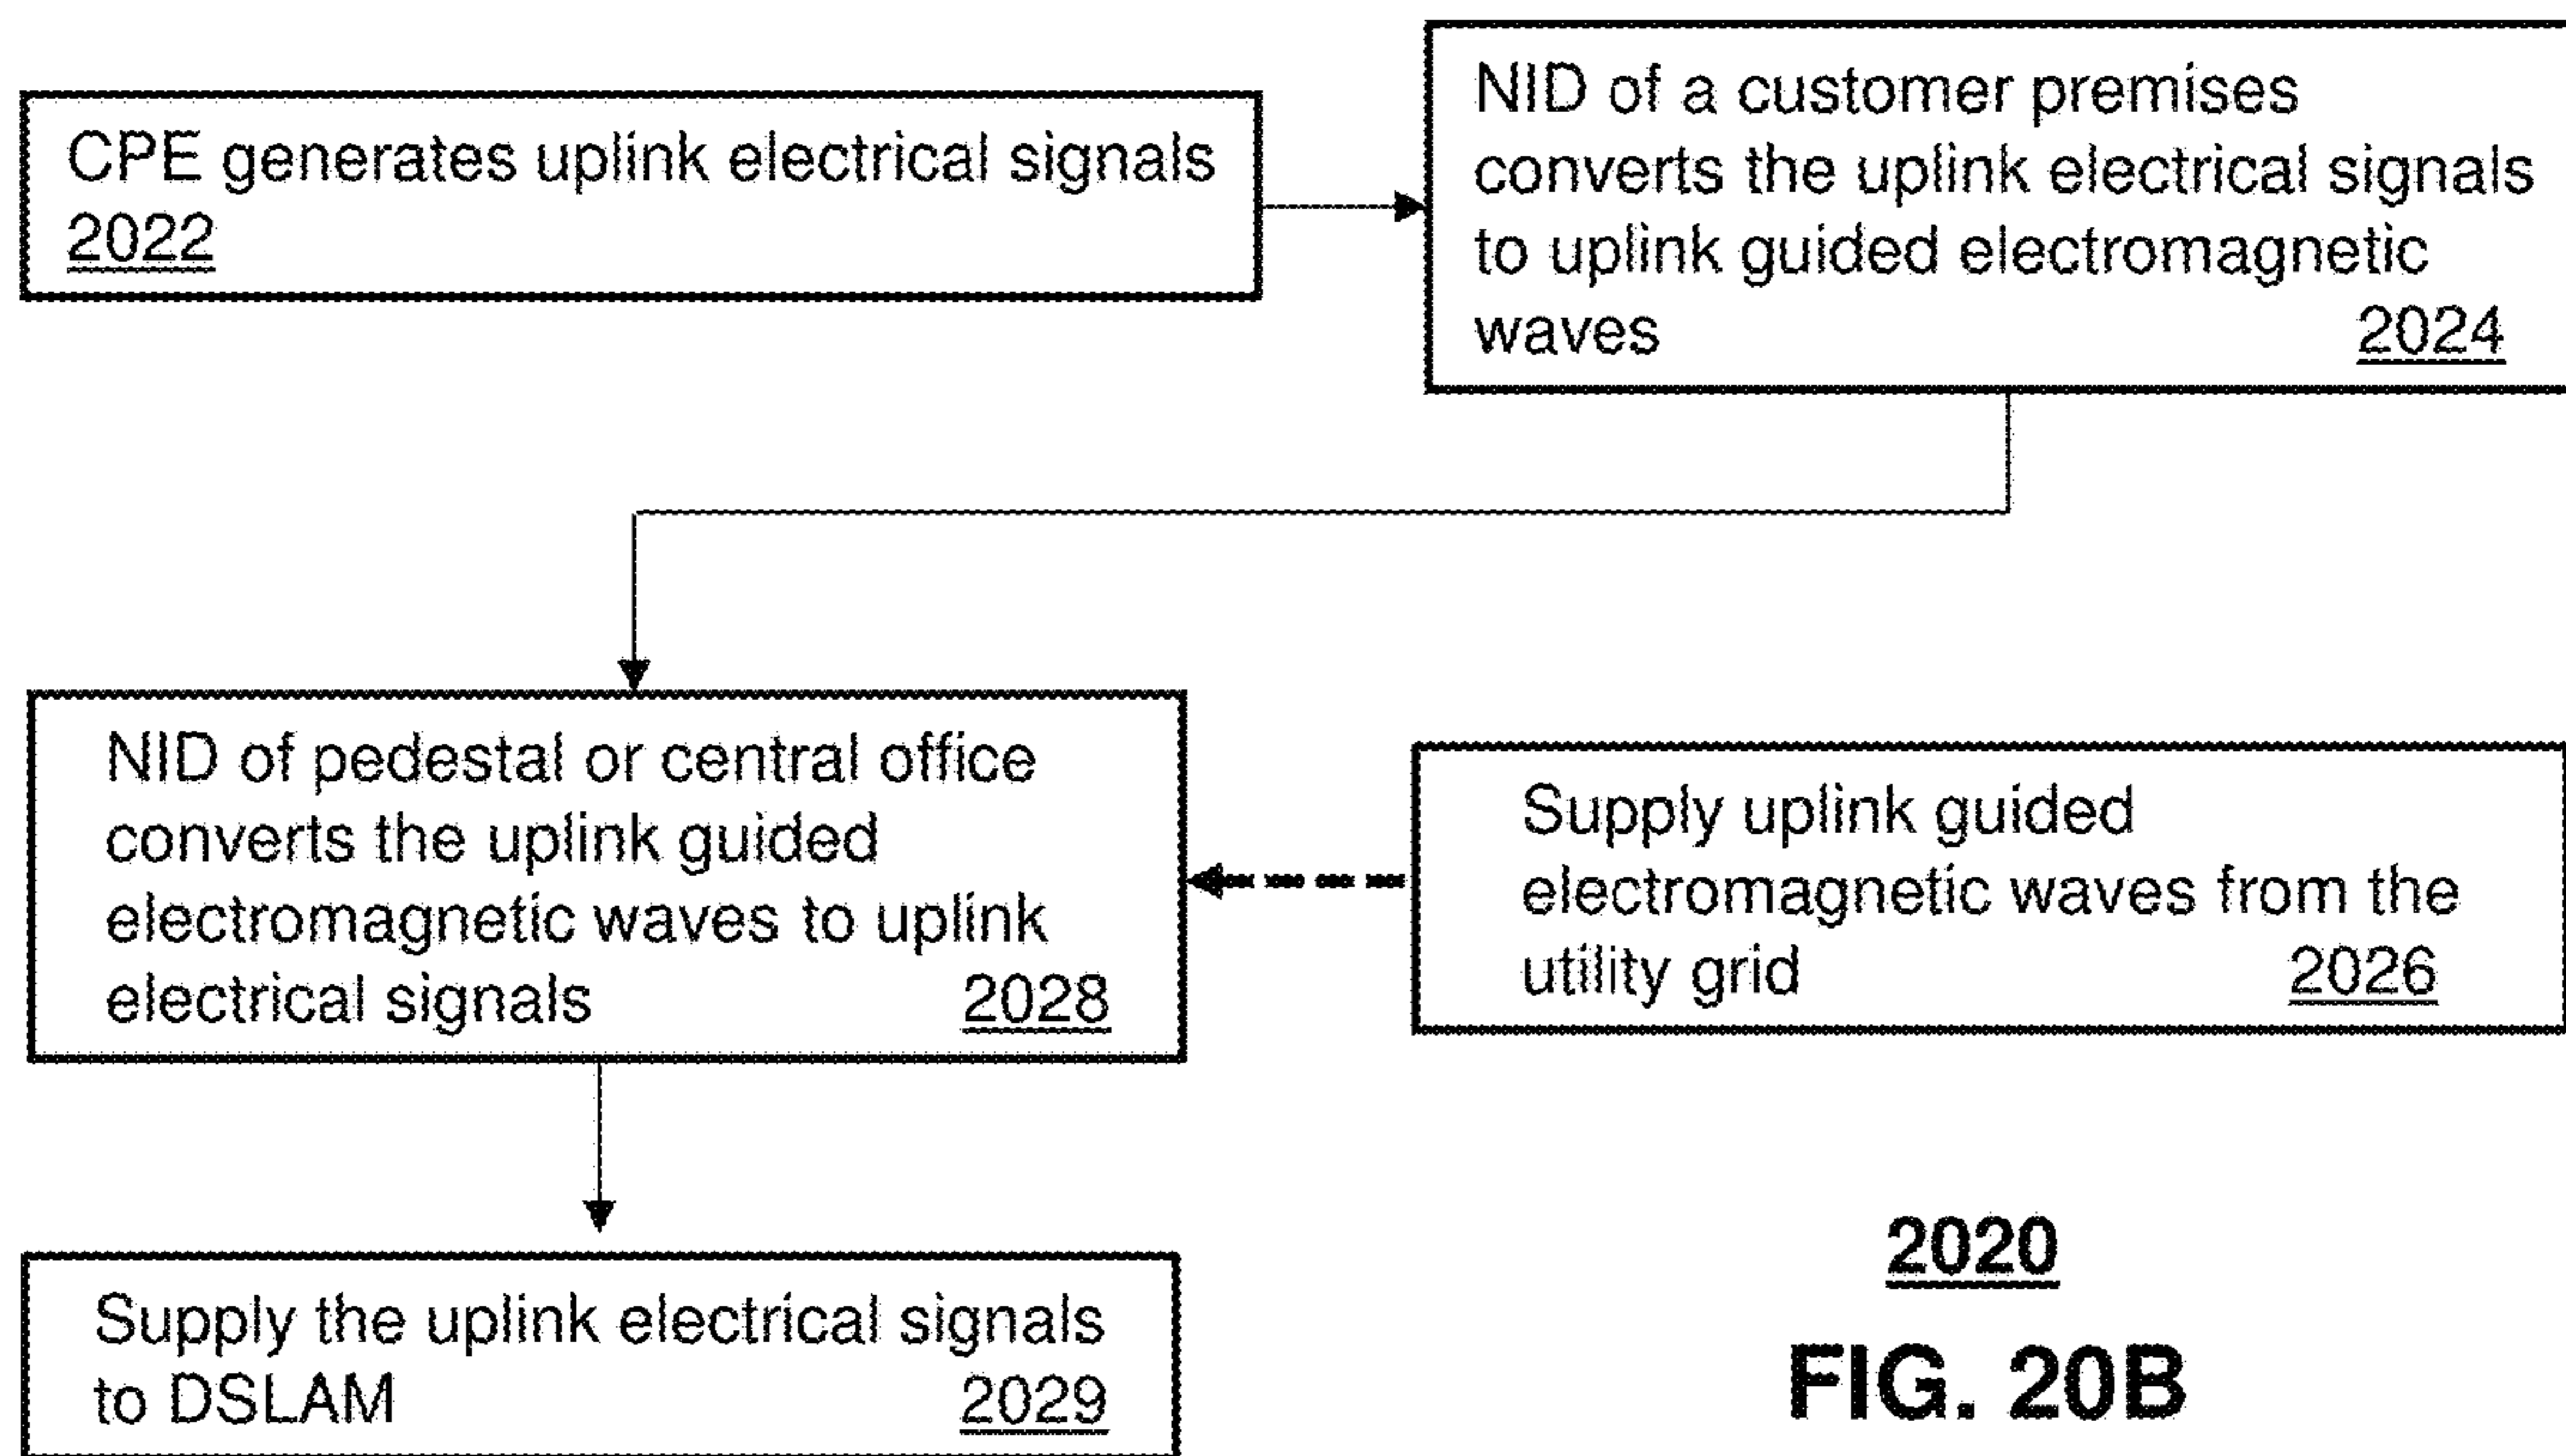 CPE generates uplink electrical signals
2022
NID of a customer premises
converts the uplink electrical signals
to uplink guided electromagnetic
waves 2024
NID of pedestal or central office
converts the uplink guided
electromagnetic waves to uplink
electrical signals 2028
Supply uplink guided
electromagnetic waves from the
utility grid 2026
Supply the uplink electrical signals
to DSLAM 2029
2020
FIG. 20B